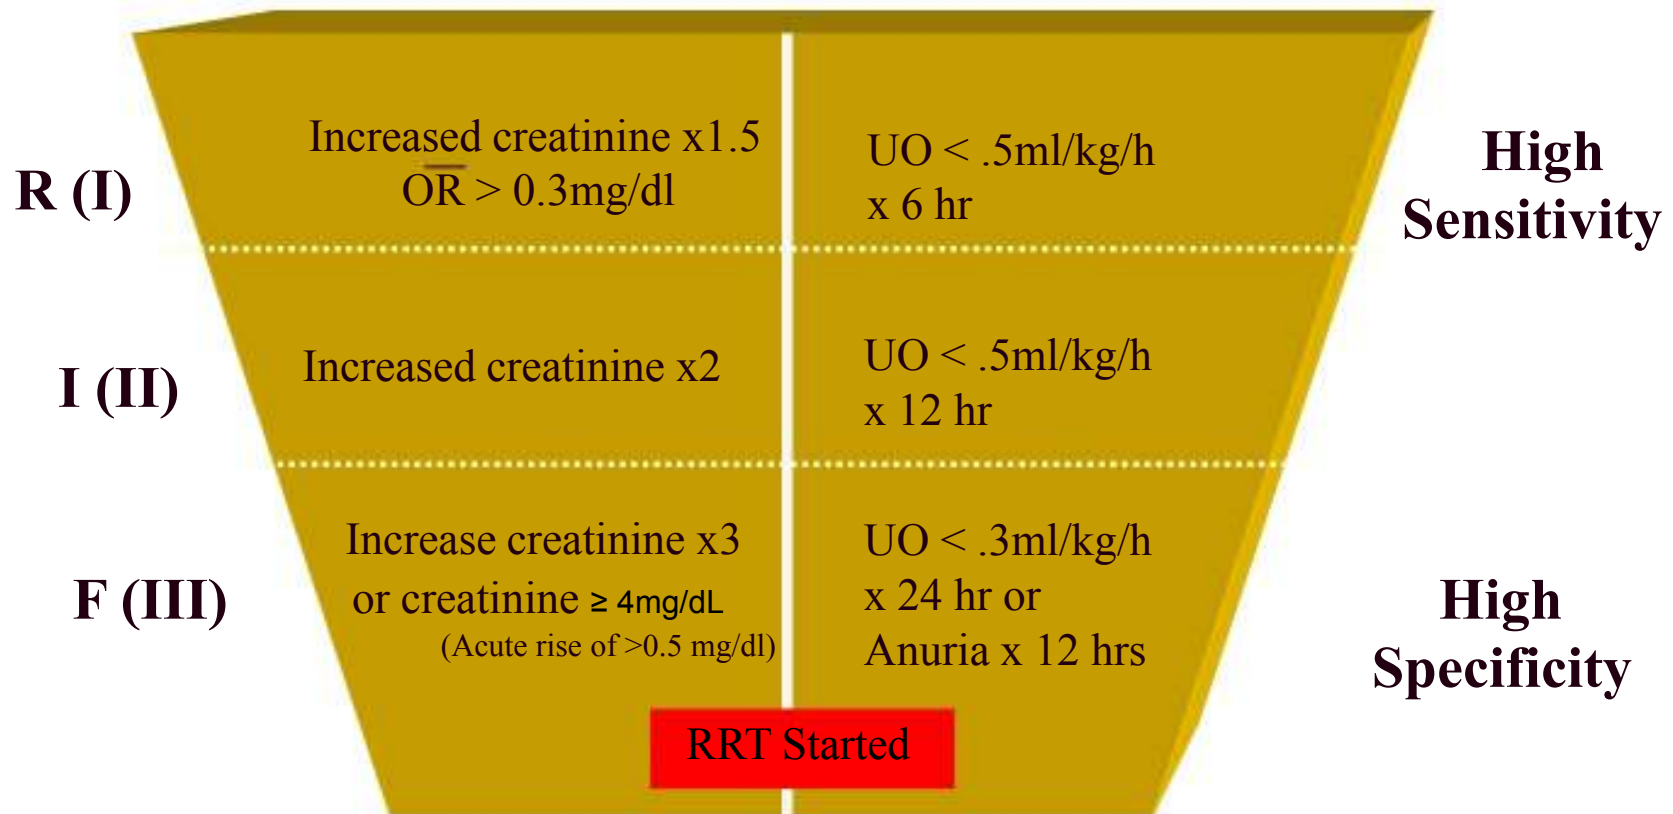 R (I)
Increased creatinine x1.5
OR > 0.3mg/dl
UO < .5ml/kg/h
x 6 hr
High
Sensitivity
I (II)
Increased creatinine x2
UO < .5ml/kg/h
x 12 hr
F (III)
Increase creatinine x3
or creatinine ≥ 4mg/dL
(Acute rise of >0.5 mg/dl)
UO < .3ml/kg/h
x 24 hr or
Anuria x 12 hrs
High
Specificity
RRT Started